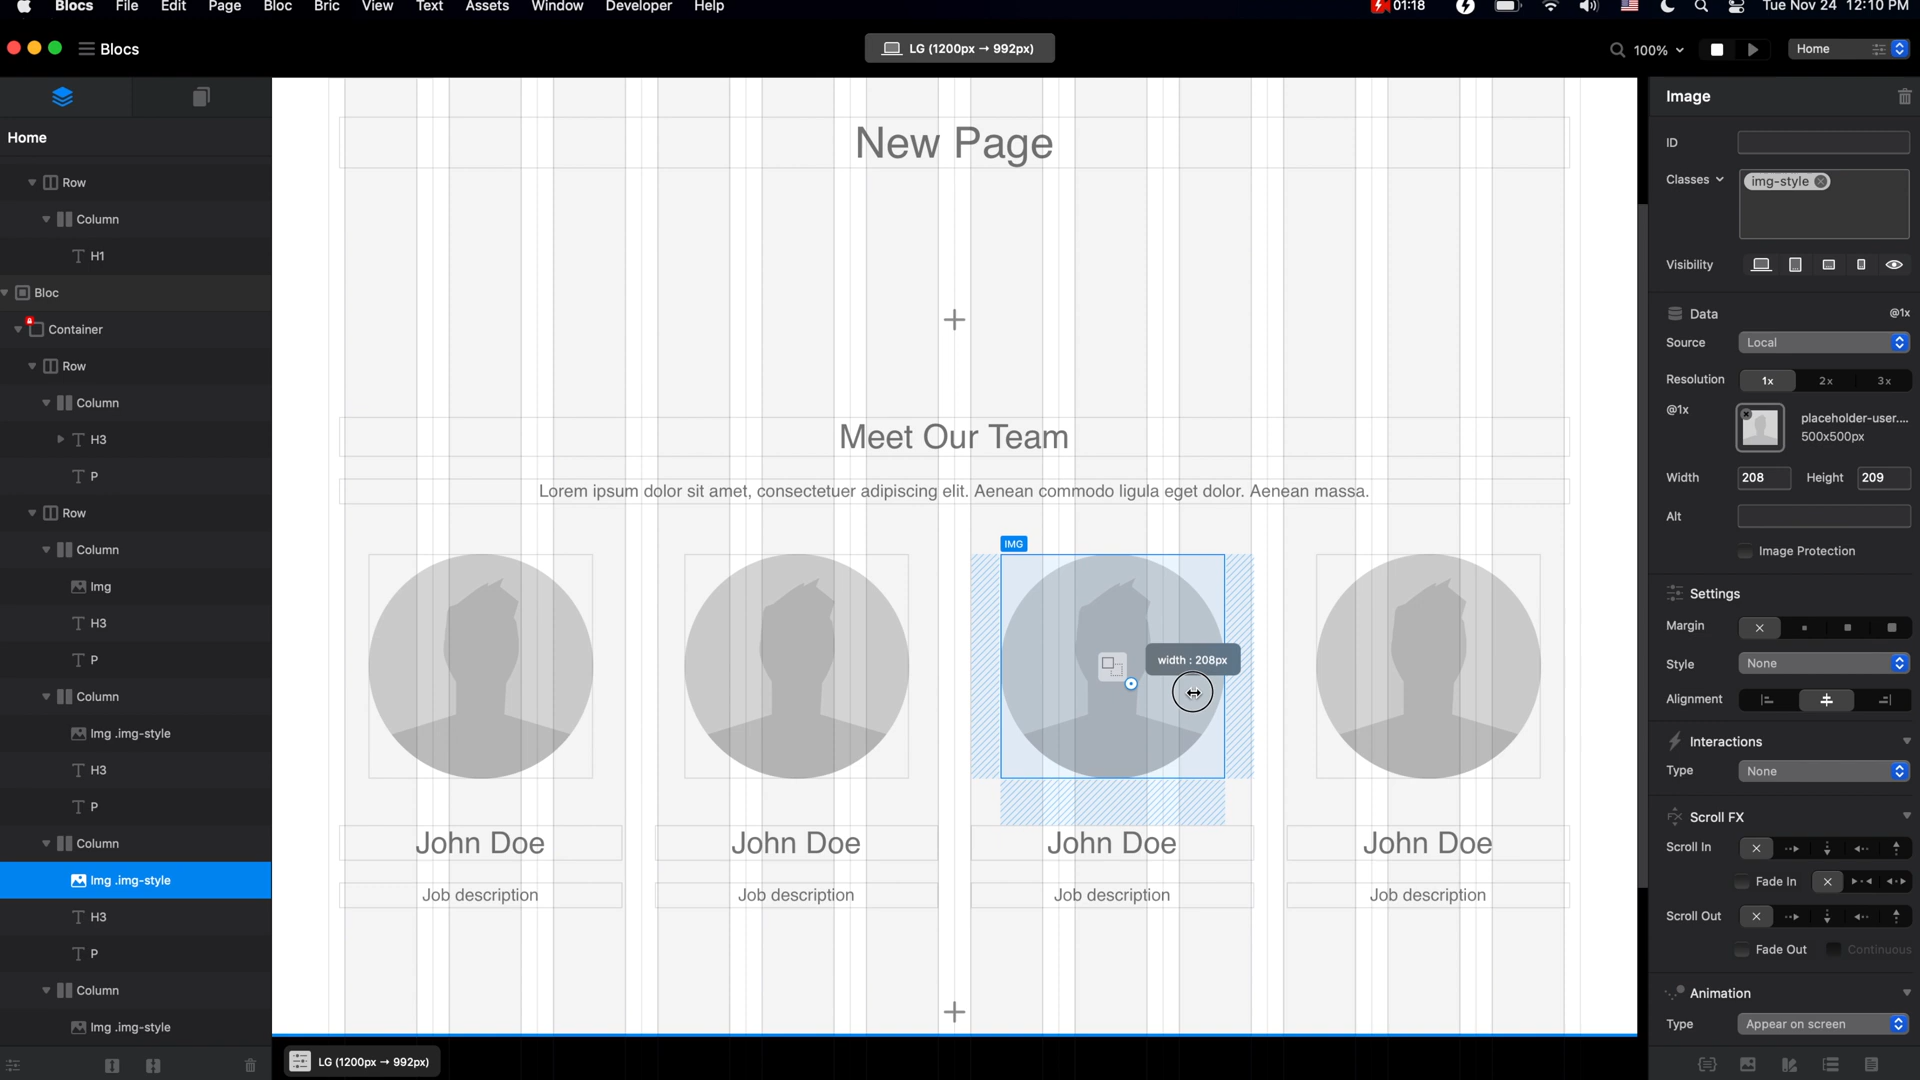 Blocs File Edit Page Bloc Bric View Text Assets Window Developer Help 01:18 Tue Nov 24 12:10 PM
Blocs LG (1200px → 992px) 100% Home
Home
Row
Column
H1
Bloc
Container
Row
Column
H3
P
Row
Column
Img
H3
P
Column
Img .img-style
H3
P
Column
Img .img-style
H3
P
Column
Img .img-style
New Page
Meet Our Team
Lorem ipsum dolor sit amet, consectetuer adipiscing elit. Aenean commodo ligula eget dolor. Aenean massa.
IMG
width : 208px
John Doe John Doe John Doe John Doe
Job description Job description Job description Job description
LG (1200px → 992px)
Image
ID
Classes img-style
Visibility
Data @1x
Source Local
Resolution 1x 2x 3x
@1x placeholder-user....
500x500px
Width 208 Height 209
Alt
Image Protection
Settings
Margin
Style None
Alignment
Interactions
Type None
Scroll FX
Scroll In
Fade In
Scroll Out
Fade Out Continuous
Animation
Type Appear on screen